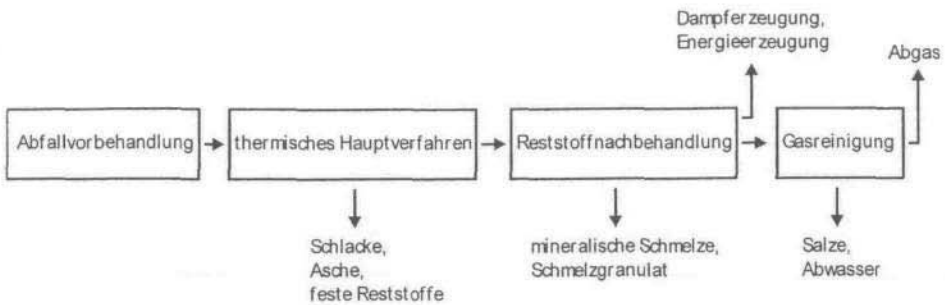 Dampferzeugung,
Energieerzeugung
Abgas
Abfallvorbehandlung
thermisches Hauptverfahren
Reststoffnachbehandlung
Gasreinigung
Schlacke,
Asche,
feste Reststoffe
mineralische Schmelze,
Schmelzgranulat
Salze,
Abwasser